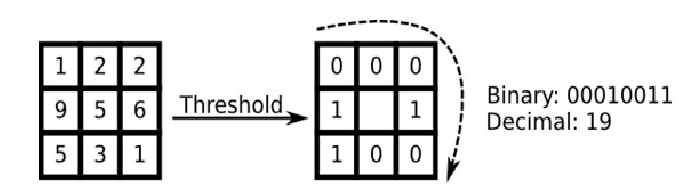 1 2 2
9 5 6
5 3 1
Threshold
0 0 0
1 1
1 0 0
Binary: 00010011
Decimal: 19